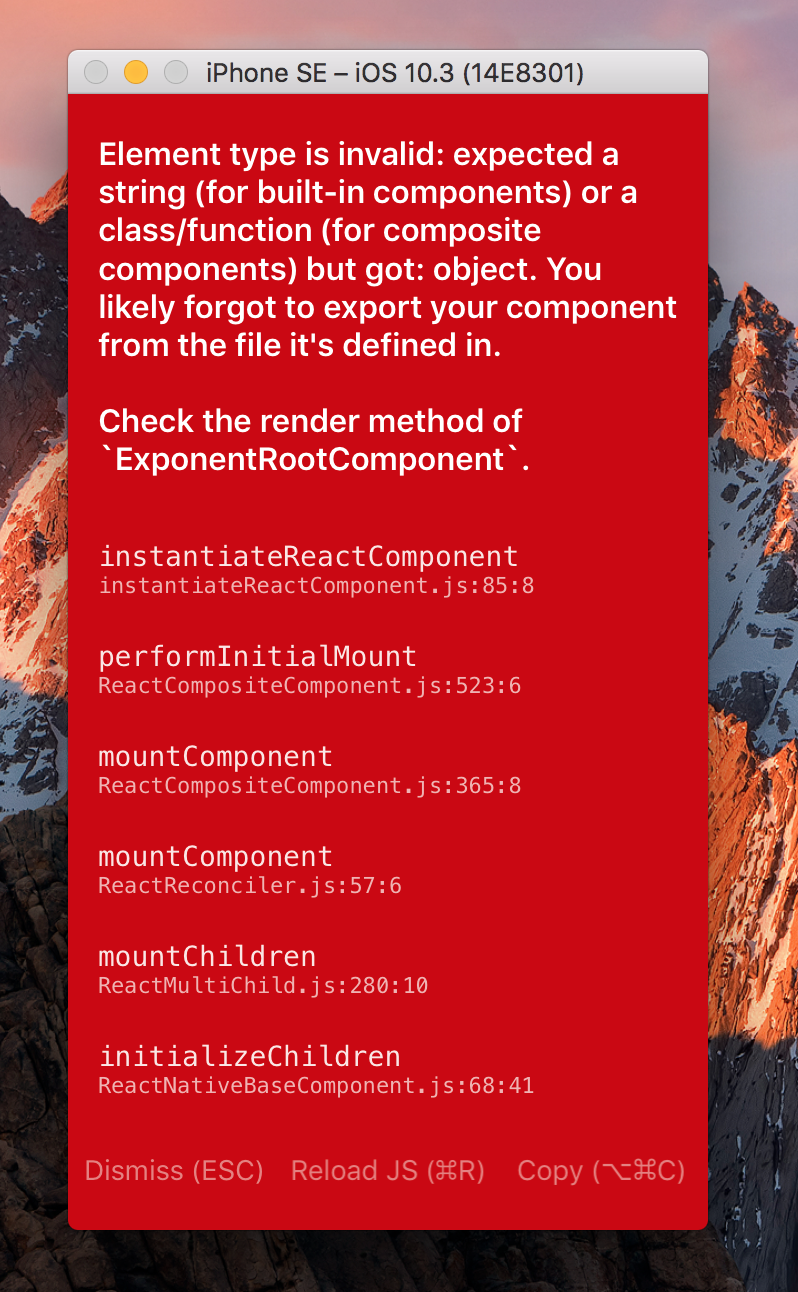 iPhone SE – iOS 10.3 (14E8301)
Element type is invalid: expected a
string (for built-in components) or a
class/function (for composite
components) but got: object. You
likely forgot to export your component
from the file it's defined in.
Check the render method of
`ExponentRootComponent`.
instantiateReactComponent
instantiateReactComponent.js:85:8
performInitialMount
ReactCompositeComponent.js:523:6
mountComponent
ReactCompositeComponent.js:365:8
mountComponent
ReactReconciler.js:57:6
mountChildren
ReactMultiChild.js:280:10
initializeChildren
ReactNativeBaseComponent.js:68:41
Dismiss (ESC) Reload JS (⌘R) Copy (⌥⌘C)